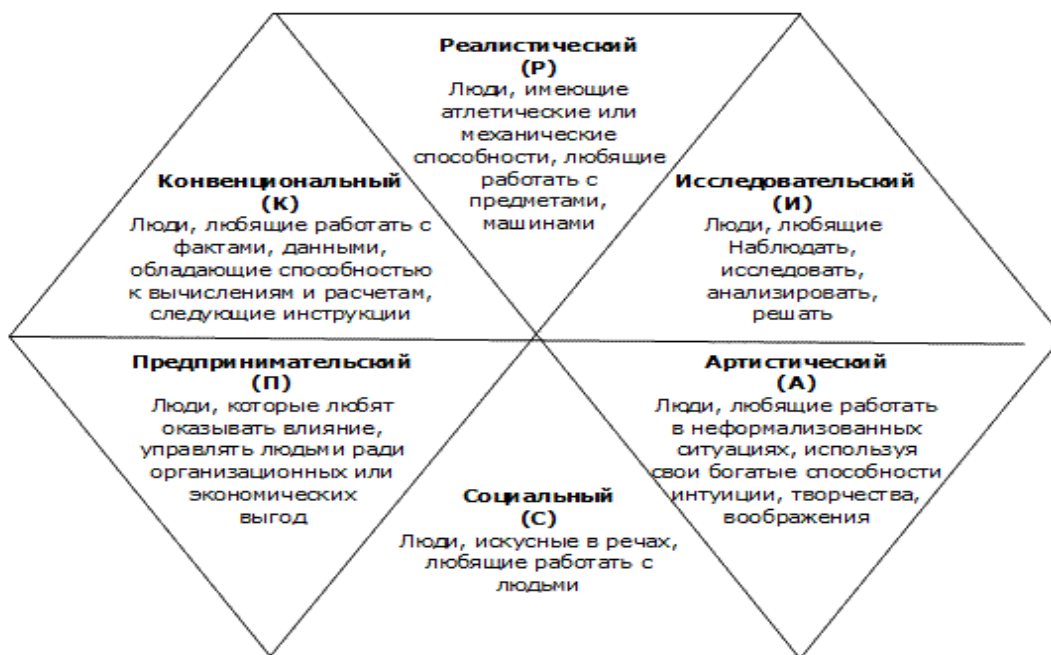 Реалистический
(Р)
Люди, имеющие
атлетические или
механические
способности, любящие
работать с
предметами,
машинами
Конвенциональный
(К)
Люди, любящие работать с
фактами, данными,
обладающие способностью
к вычислениям и расчетам,
следующие инструкции
Исследовательский
(И)
Люди, любящие
Наблюдать,
исследовать,
анализировать,
решать
Предпринимательский
(П)
Люди, которые любят
оказывать влияние,
управлять людьми ради
организационных или
экономических
выгод
Артистический
(А)
Люди, любящие работать
в неформализованных
ситуациях, используя
свои богатые способности
интуиции, творчества,
воображения
Социальный
(С)
Люди, искусные в речах,
любящие работать с
людьми